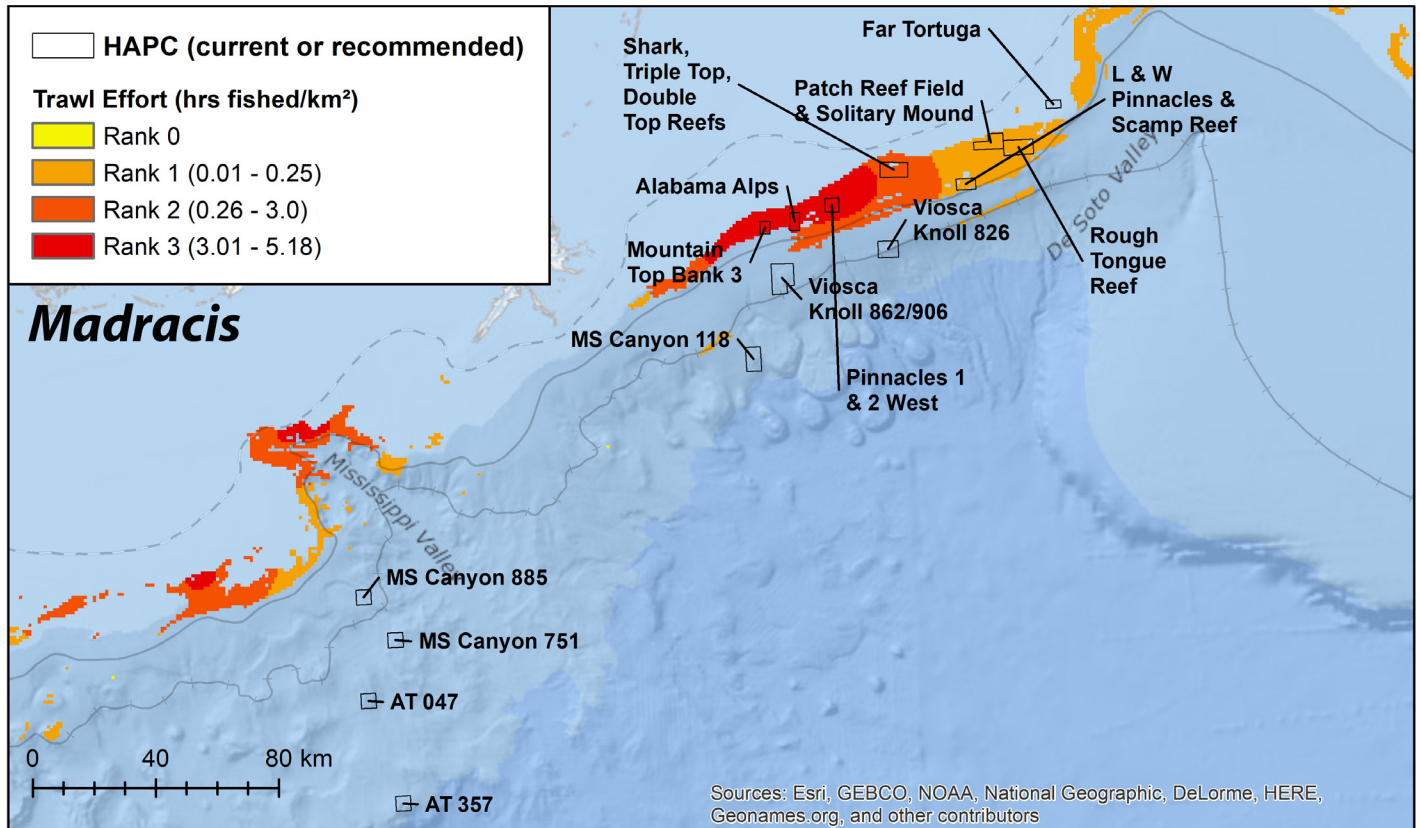 HAPC (current or recommended)
Trawl Effort (hrs fished/km²)
Rank 0
Rank 1 (0.01 - 0.25)
Rank 2 (0.26 - 3.0)
Rank 3 (3.01 - 5.18)
Madracis
Shark,
Triple Top,
Double
Top Reefs
Far Tortuga
Patch Reef Field
& Solitary Mound
L & W
Pinnacles &
Scamp Reef
Alabama Alps
Mountain
Top Bank 3
Viosca
Knoll 826
De Soto Valley
Rough
Tongue
Reef
Viosca
Knoll 862/906
MS Canyon 118
Pinnacles 1
& 2 West
Mississippi Valley
MS Canyon 885
MS Canyon 751
AT 047
AT 357
0 40 80 km
Sources: Esri, GEBCO, NOAA, National Geographic, DeLorme, HERE,
Geonames.org, and other contributors